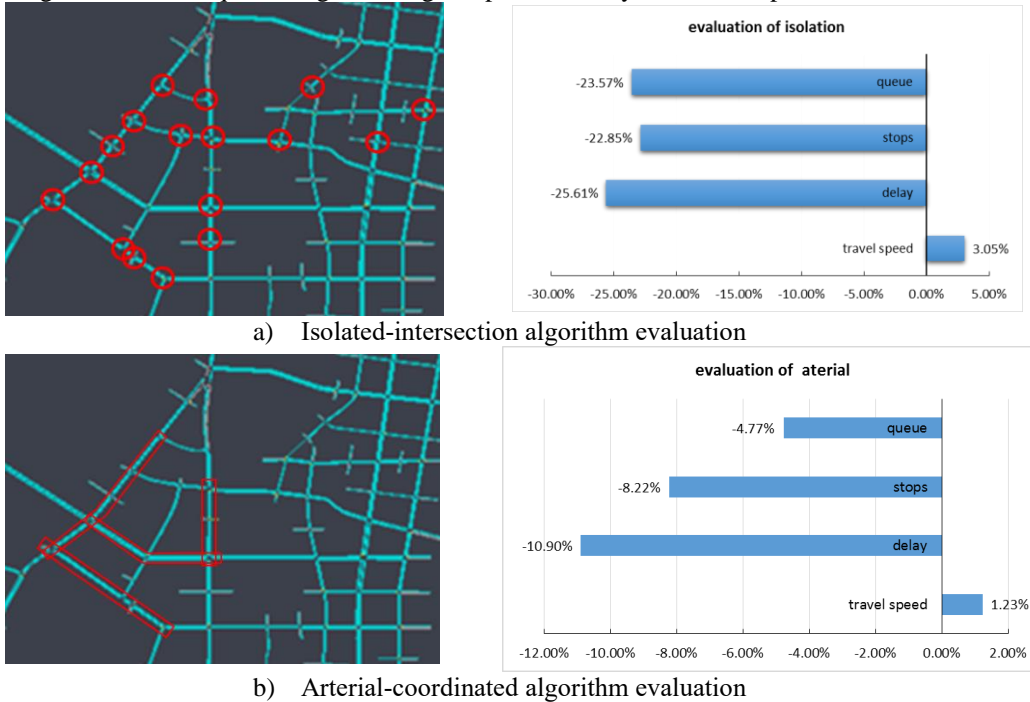 evaluation of isolation
queue
-23.57%
stops
-22.85%
delay
-25.61%
travel speed
3.05%
-30.00% -25.00% -20.00% -15.00% -10.00% -5.00% 0.00% 5.00%
a) Isolated-intersection algorithm evaluation
evaluation of aterial
queue
-4.77%
stops
-8.22%
delay
-10.90%
travel speed
1.23%
-12.00% -10.00% -8.00% -6.00% -4.00% -2.00% 0.00% 2.00%
b) Arterial-coordinated algorithm evaluation